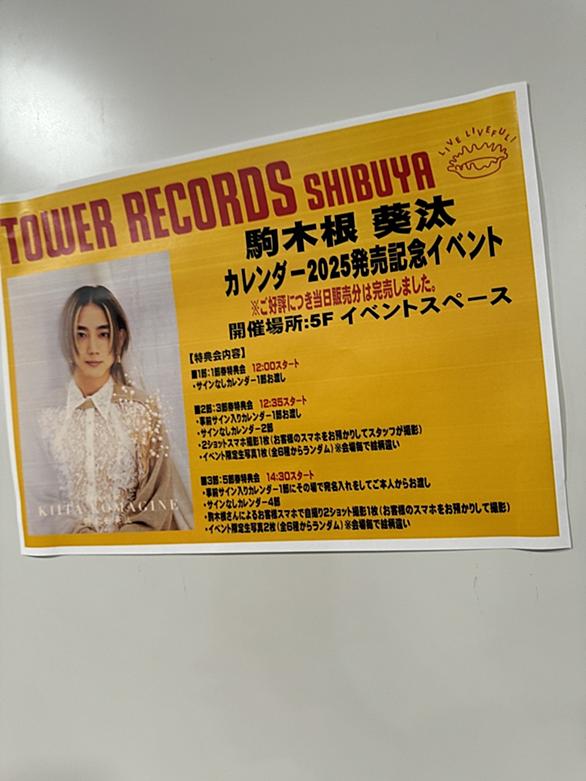 LIVE LIVEFUL!
TOWER RECORDS SHIBUYA
駒木根 葵汰
カレンダー2025発売記念イベント
※ご好評につき当日販売分は完売しました。
開催場所:5F イベントスペース
【特典会内容】
■1部:1部券特典会 12:00スタート
・サインなしカレンダー1部お渡し
■2部:3部券特典会 12:35スタート
・事前サイン入りカレンダー1部お渡し
・サインなしカレンダー2部
・2ショットスマホ撮影1枚(お客様のスマホをお預かりしてスタッフが撮影)
・イベント限定生写真1枚(全6種からランダム)※会場毎で絵柄違い
■3部:5部券特典会 14:30スタート
・事前サイン入りカレンダー1部にその場で宛名入れをしてご本人からお渡し
・サインなしカレンダー4部
・駒木根さんによるお客様スマホで自撮り2ショット撮影1枚(お客様のスマホをお預かりして撮影)
・イベント限定生写真2枚(全6種からランダム)※会場毎で絵柄違い
KIITA KOMAGINE